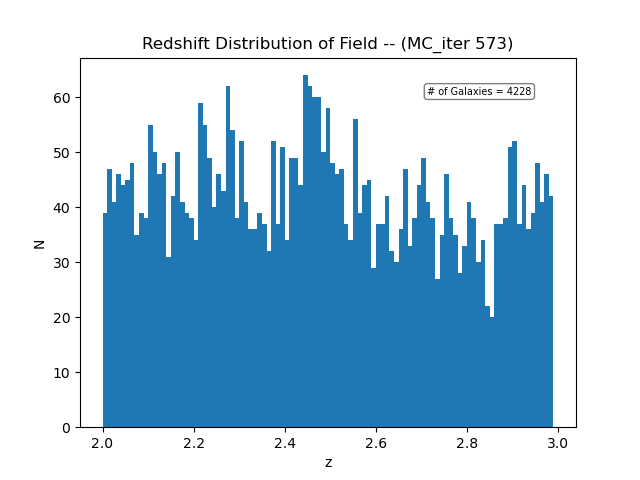 Redshift Distribution of Field -- (MC_iter 573)
# of Galaxies = 4228
60
50
40
30
20
10
0
N
2.0 2.2 2.4 2.6 2.8 3.0
z